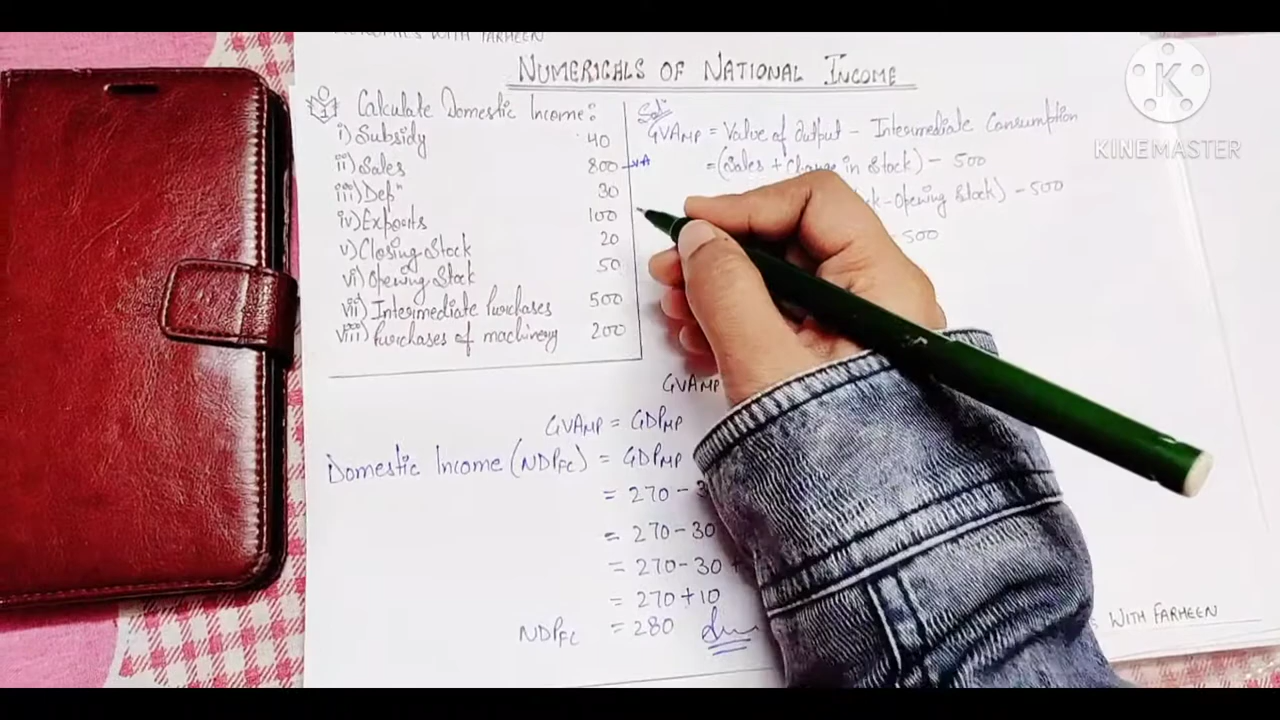 ECONOMICS WITH FARHEEN
NUMERICALS OF NATIONAL INCOME
K
KINEMASTER
Calculate Domestic Income:
i) Subsidy 40
ii) Sales 800
iii) Depⁿ 30
iv) Exports 100
v) Closing Stock 20
vi) Opening Stock 50
vii) Intermediate Purchases 500
viii) Purchases of machinery 200
Solⁿ
GVAMP = Value of Output - Intermediate Consumption
= (Sales + Change in Stock) - 500
- Opening Stock) - 500
- 500
GVAMP
GVAMP = GDPMP
Domestic Income (NDPFC) = GDPMP
= 270 - 3
= 270 - 30
= 270 - 30 +
= 270 + 10
NDPFC = 280
WITH FARHEEN